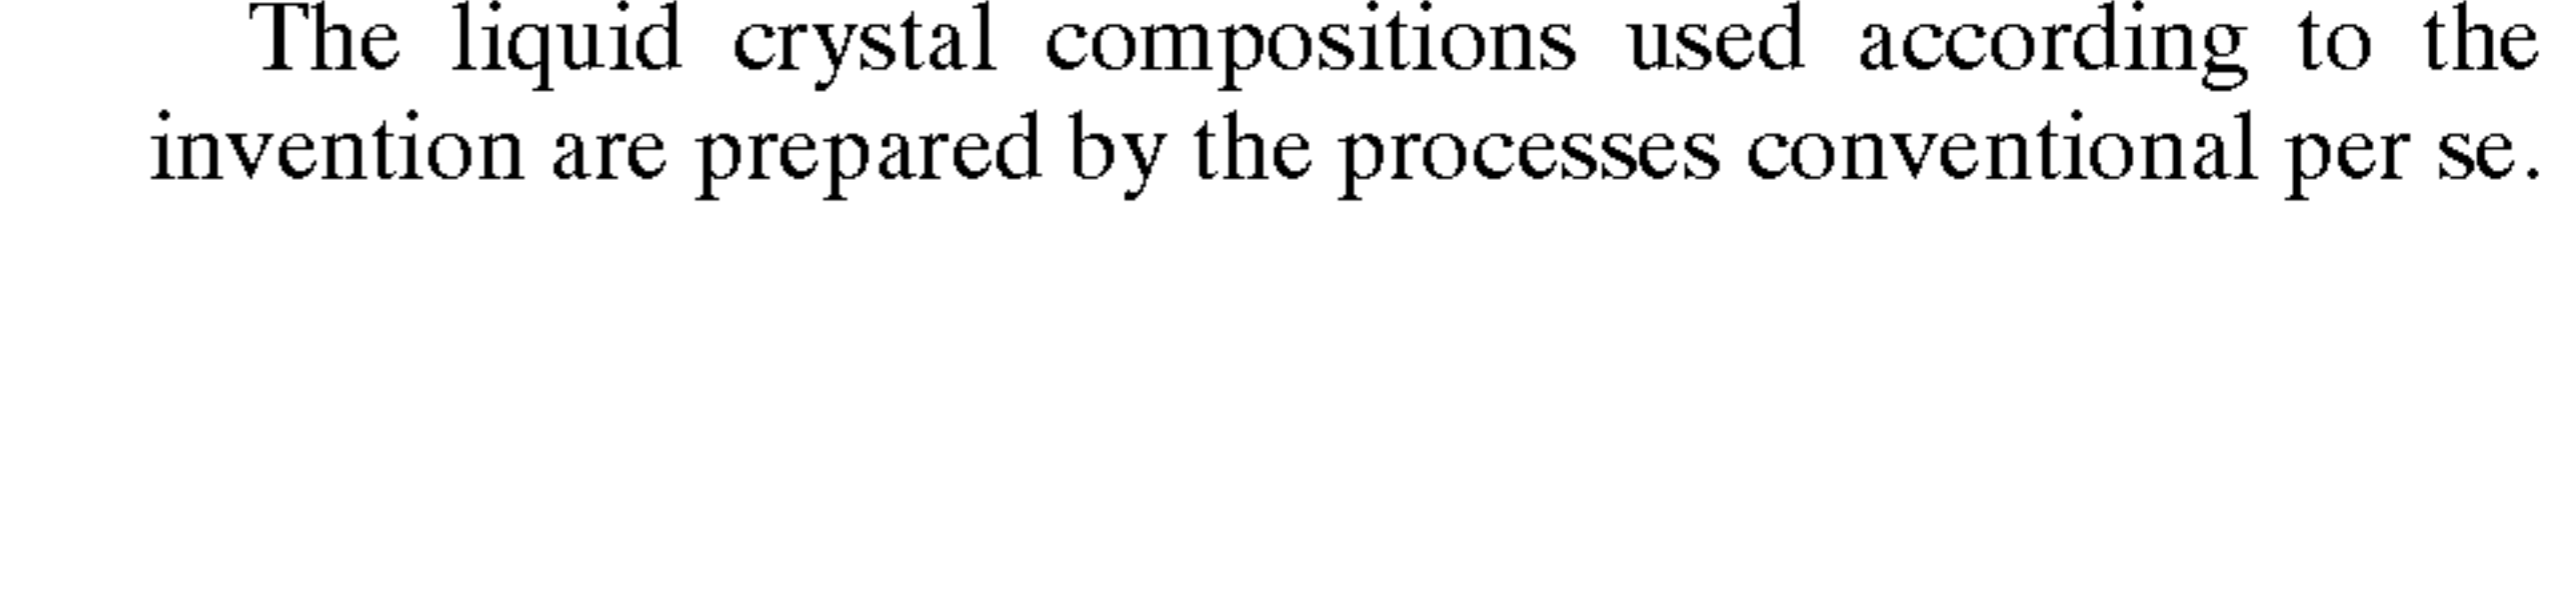 The liquid crystal compositions used according to the
invention are prepared by the processes conventional per se.